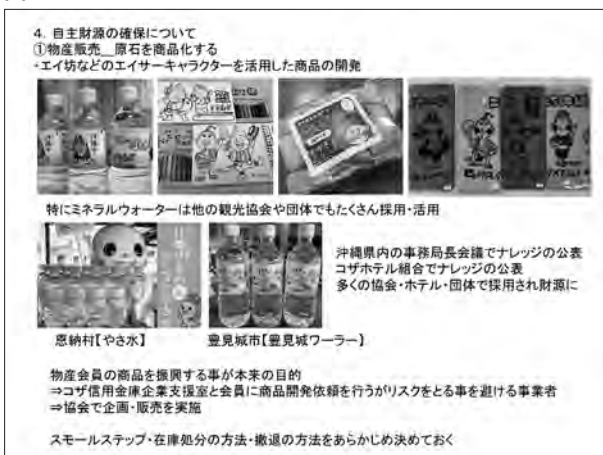 4．自主財源の確保について
①物産販売__原石を商品化する
・エイ坊などのエイサーキャラクターを活用した商品の開発
特にミネラルウォーターは他の観光協会や団体でもたくさん採用・活用
沖縄県内の事務局長会議でナレッジの公表
コザホテル組合でナレッジの公表
多くの協会・ホテル・団体で採用され財源に
恩納村【やさ水】
豊見城市【豊見城ワーラー】
物産会員の商品を振興する事が本来の目的
⇒コザ信用金庫企業支援室と会員に商品開発依頼を行うがリスクをとる事を避ける事業者
⇒協会で企画・販売を実施
スモールステップ・在庫処分の方法・撤退の方法をあらかじめ決めておく